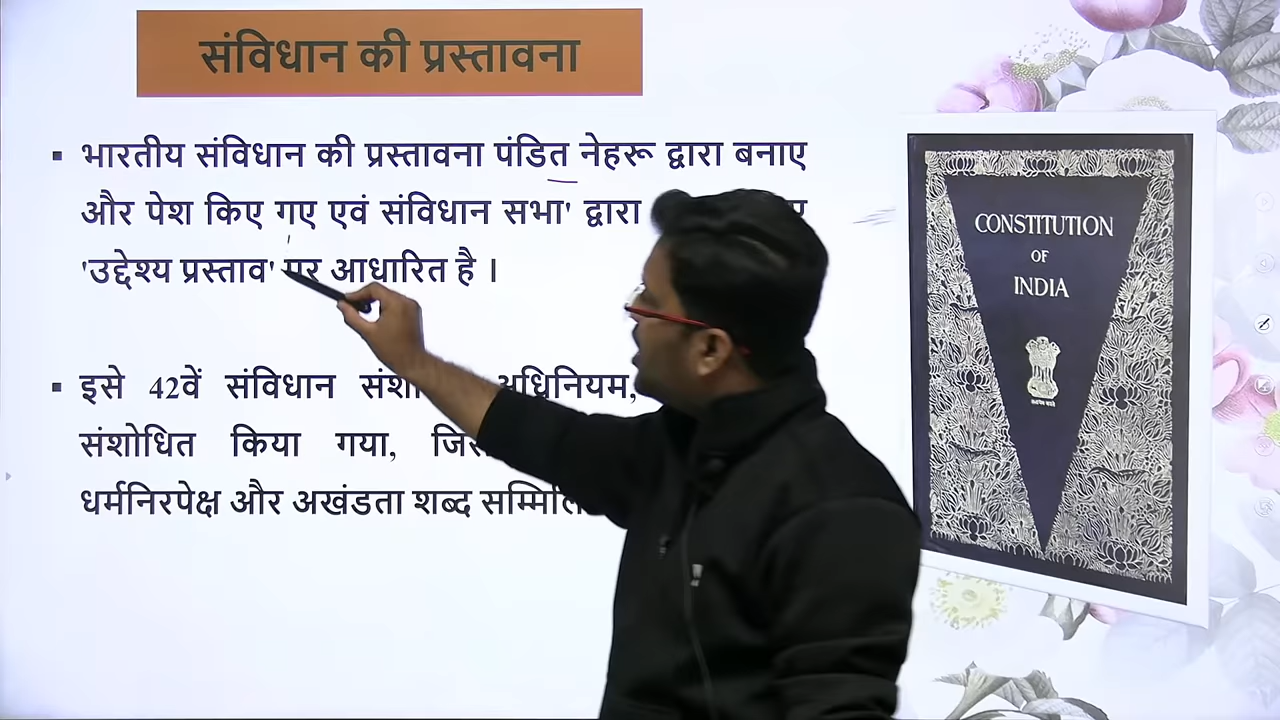 संविधान की प्रस्तावना
▪ भारतीय संविधान की प्रस्तावना पंडित नेहरू द्वारा बनाए
और पेश किए गए एवं संविधान सभा' द्वारा
'उद्देश्य प्रस्ताव' पर आधारित है ।
▪ इसे 42वें संविधान अधिनियम,
संशोधित किया गया,
धर्मनिरपेक्ष और अखंडता शब्द
CONSTITUTION
OF
INDIA